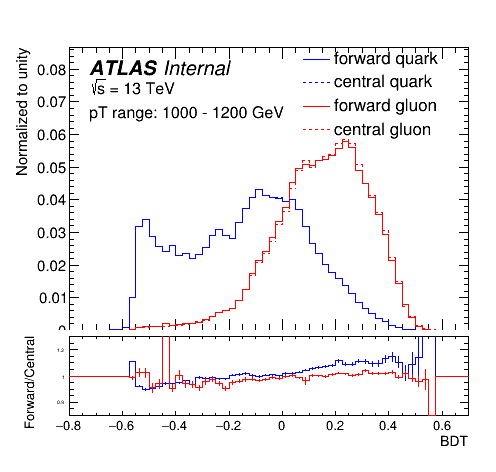 ATLAS Internal
√s = 13 TeV
pT range: 1000 - 1200 GeV
forward quark
central quark
forward gluon
central gluon
Normalized to unity
0.08
0.07
0.06
0.05
0.04
0.03
0.02
0.01
0
Forward/Central
1.2
1
0.8
−0.8 −0.6 −0.4 −0.2 0 0.2 0.4 0.6
BDT